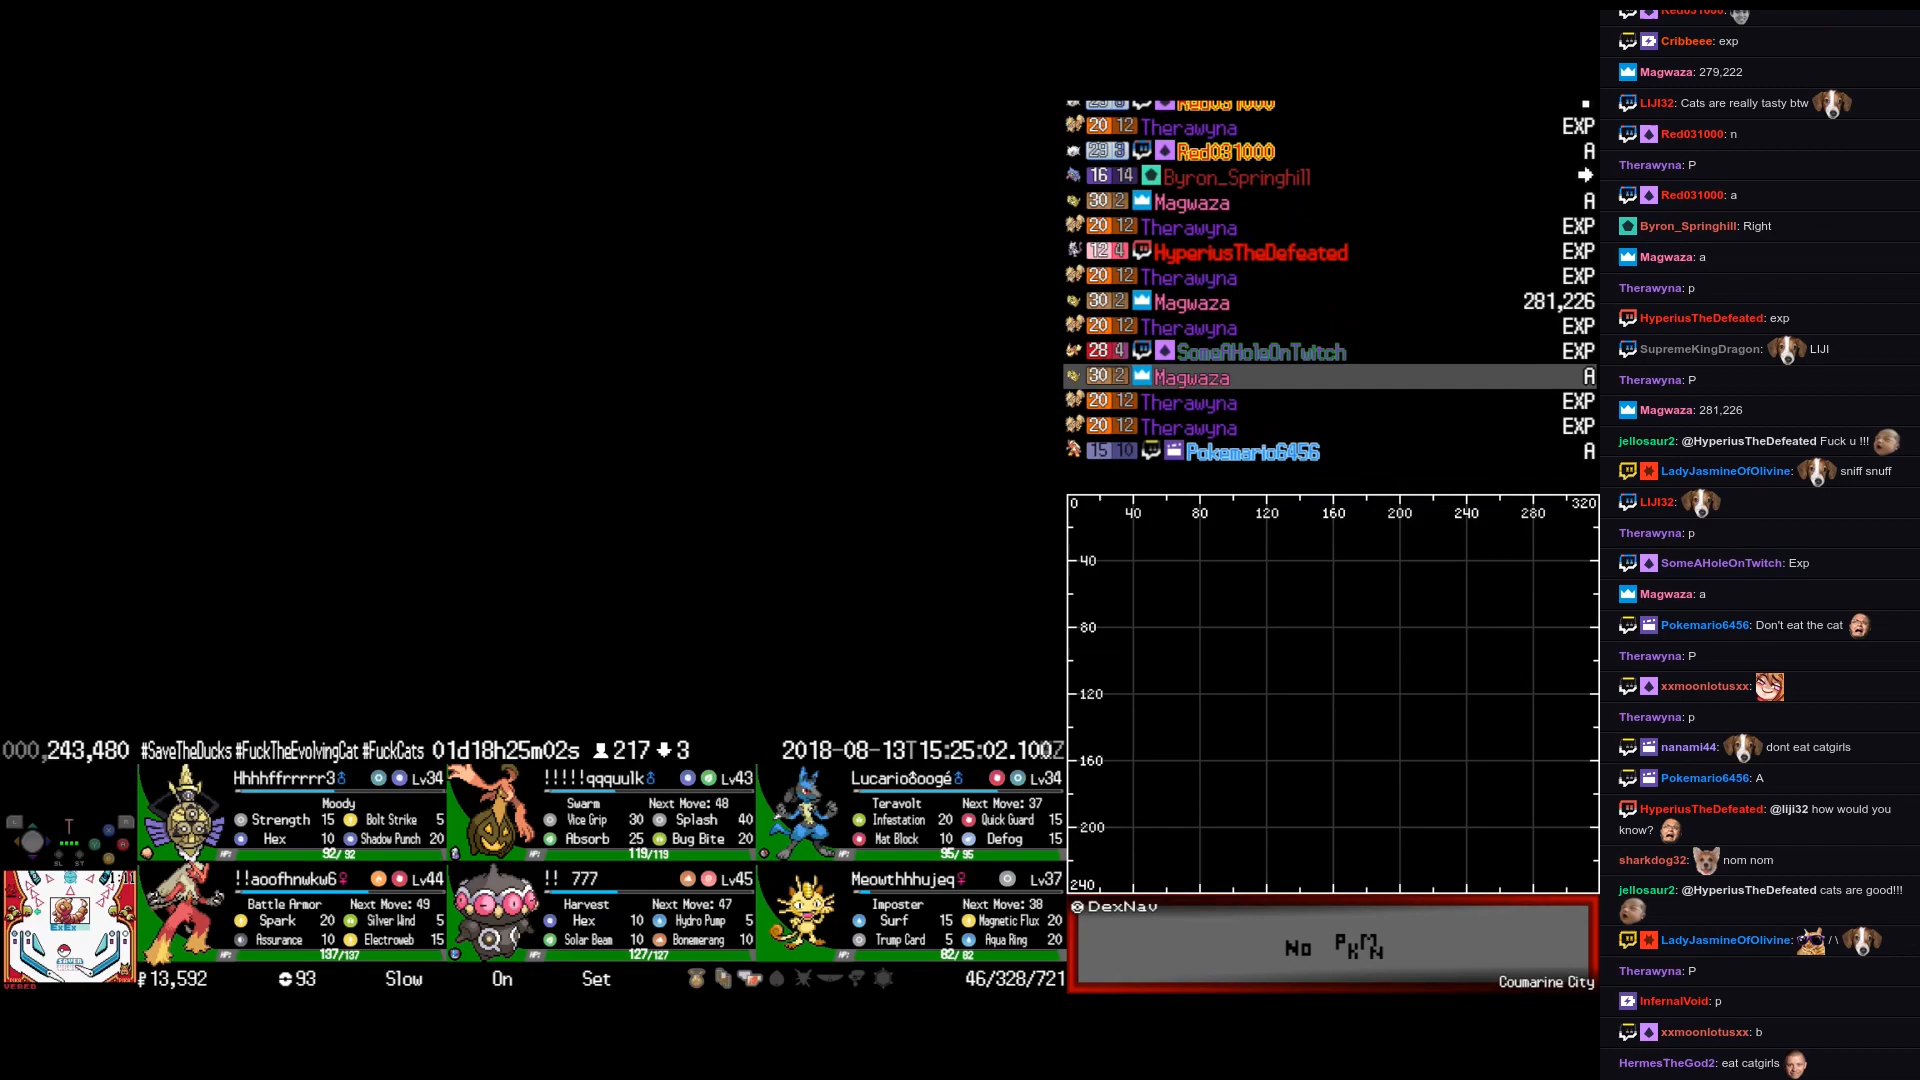 29 3 Red031000
20 12 Therawyna EXP
29 3 Red031000 A
16 14 Byron_Springhill
30 2 Magwaza A
20 12 Therawyna EXP
12 4 HyperiusTheDefeated EXP
20 12 Therawyna EXP
30 2 Magwaza 281,226
20 12 Therawyna EXP
28 4 SomeAHoleOnTwitch EXP
30 2 Magwaza A
20 12 Therawyna EXP
20 12 Therawyna EXP
15 10 Pokemario6456 A
0 40 80 120 160 200 240 280 320
40
80
120
160
200
240
DexNav
No PKMN
Coumarine City
000,243,480 #SaveTheDucks #FuckTheEvolvingCat #FuckCats 01d18h25m02s 217 3 2018-08-13T15:25:02.100Z
Hhhhffrrrrr3♂ Lv34
Moody
Strength 15 Bolt Strike 5
Hex 10 Shadow Punch 20
HP: 92/92
!!!!!qqquulk♂ Lv43
Swarm Next Move: 48
Vice Grip 30 Splash 40
Absorb 25 Bug Bite 20
HP: 119/119
Lucario♂oogé♂ Lv34
Teravolt Next Move: 37
Infestation 20 Quick Guard 15
Mat Block 10 Defog 15
HP: 95/95
!!aoofhnwkw6♀ Lv44
Battle Armor Next Move: 49
Spark 20 Silver Wind 5
Assurance 10 Electroweb 15
HP: 137/137
!! 777 Lv45
Harvest Next Move: 47
Hex 10 Hydro Pump 5
Solar Beam 10 Bonemerang 10
HP: 127/127
Meowthhhujeq♀ Lv37
Imposter Next Move: 38
Surf 15 Magnetic Flux 20
Trump Card 5 Aqua Ring 20
HP: 82/82
₽13,592 93 Slow On Set 46/328/721
Red031000:
Cribbeee: exp
Magwaza: 279,222
LIJI32: Cats are really tasty btw
Red031000: n
Therawyna: P
Red031000: a
Byron_Springhill: Right
Magwaza: a
Therawyna: p
HyperiusTheDefeated: exp
SupremeKingDragon: LIJI
Therawyna: P
Magwaza: 281,226
jellosaur2: @HyperiusTheDefeated Fuck u !!!
LadyJasmineOfOlivine: sniff snuff
LIJI32:
Therawyna: p
SomeAHoleOnTwitch: Exp
Magwaza: a
Pokemario6456: Don't eat the cat
Therawyna: P
xxmoonlotusxx:
Therawyna: p
nanami44: dont eat catgirls
Pokemario6456: A
HyperiusTheDefeated: @liji32 how would you
know?
sharkdog32: nom nom
jellosaur2: @HyperiusTheDefeated cats are good!!!
LadyJasmineOfOlivine: / \
Therawyna: P
InfernalVoid: p
xxmoonlotusxx: b
HermesTheGod2: eat catgirls